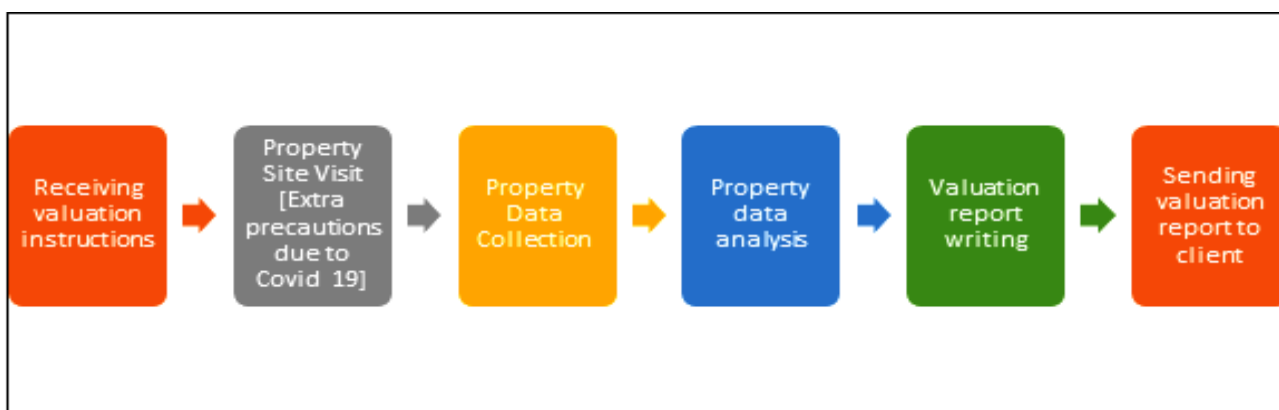 Receiving
valuation
instructions
Property
Site Visit
[Extra
precautions
due to
Covid 19]
Property
Data
Collection
Property
data
analysis
Valuation
report
writing
Sending
valuation
report to
client